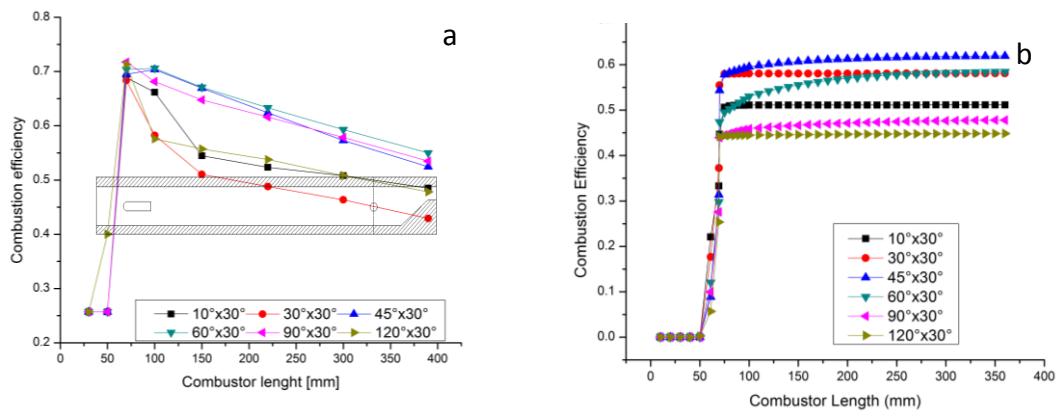 a
0.8
0.7
0.6
0.5
0.4
0.3
0.2
Combustion efficiency
10°x30° 30°x30° 45°x30°
60°x30° 90°x30° 120°x30°
0 50 100 150 200 250 300 350 400
Combustor lenght [mm]
b
0.6
0.5
0.4
0.3
0.2
0.1
0.0
Combustion Efficiency
10°x30°
30°x30°
45°x30°
60°x30°
90°x30°
120°x30°
0 50 100 150 200 250 300 350 400
Combustor Length (mm)